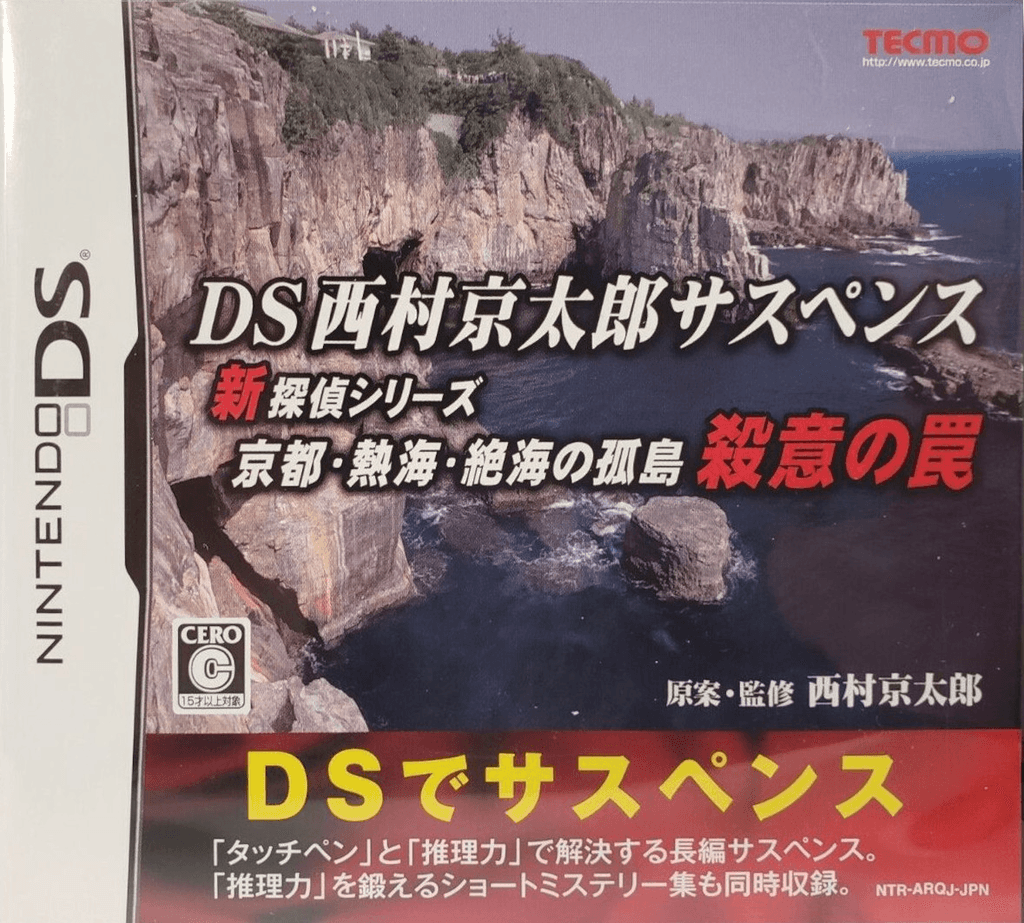 TECMO
http://www.tecmo.co.jp
NINTENDO DS®
DS 西村京太郎サスペンス
新探偵シリーズ
京都・熱海・絶海の孤島 殺意の罠
CERO
C
15才以上対象
原案・監修 西村京太郎
DSでサスペンス
「タッチペン」と「推理力」で解決する長編サスペンス。
「推理力」を鍛えるショートミステリー集も同時収録。
NTR-ARQJ-JPN